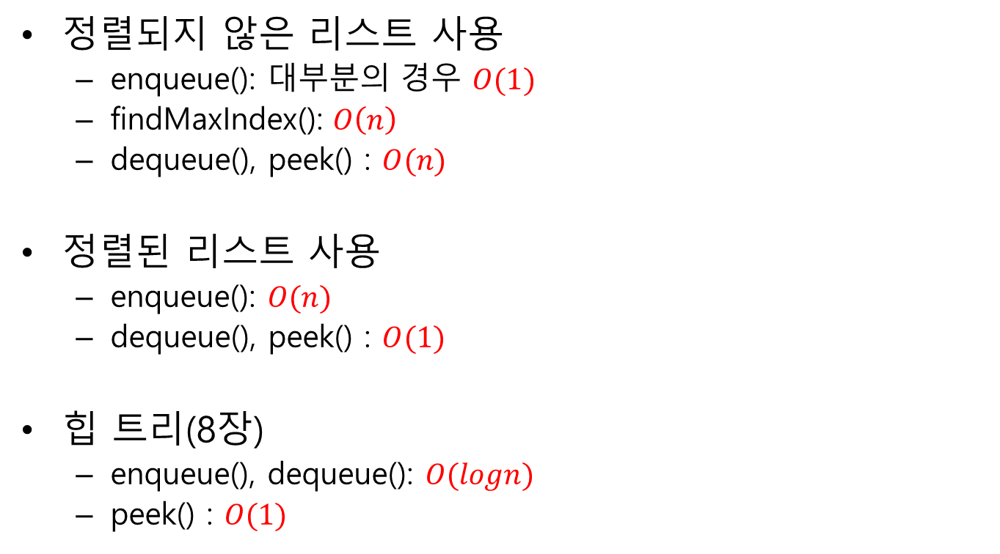 • 정렬되지 않은 리스트 사용
– enqueue(): 대부분의 경우 O(1)
– findMaxIndex(): O(n)
– dequeue(), peek() : O(n)
• 정렬된 리스트 사용
– enqueue(): O(n)
– dequeue(), peek() : O(1)
• 힙 트리(8장)
– enqueue(), dequeue(): O(logn)
– peek() : O(1)